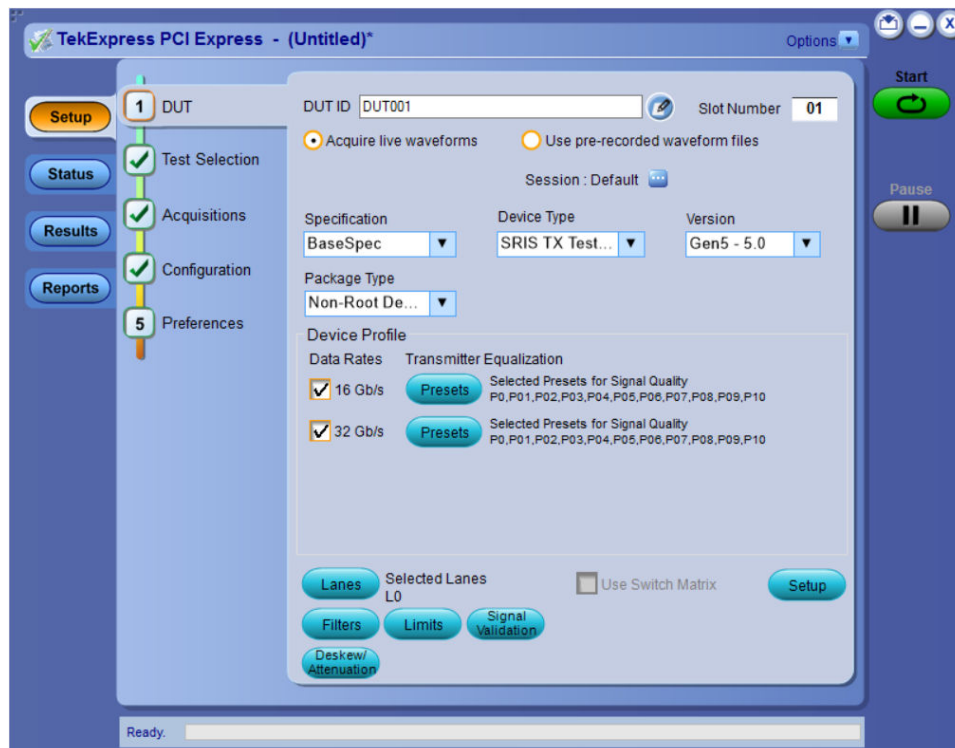 TekExpress PCI Express - (Untitled)*
Options
Start
Pause
Setup
Status
Results
Reports
1 DUT
Test Selection
Acquisitions
Configuration
5 Preferences
DUT ID DUT001
Slot Number 01
Acquire live waveforms
Use pre-recorded waveform files
Session : Default
Specification
Device Type
Version
BaseSpec
SRIS TX Test...
Gen5 - 5.0
Package Type
Non-Root De...
Device Profile
Data Rates
Transmitter Equalization
16 Gb/s
Presets
Selected Presets for Signal Quality
P0,P01,P02,P03,P04,P05,P06,P07,P08,P09,P10
32 Gb/s
Presets
Selected Presets for Signal Quality
P0,P01,P02,P03,P04,P05,P06,P07,P08,P09,P10
Lanes
Selected Lanes
L0
Use Switch Matrix
Setup
Filters
Limits
Signal
Validation
Deskew/
Attenuation
Ready.